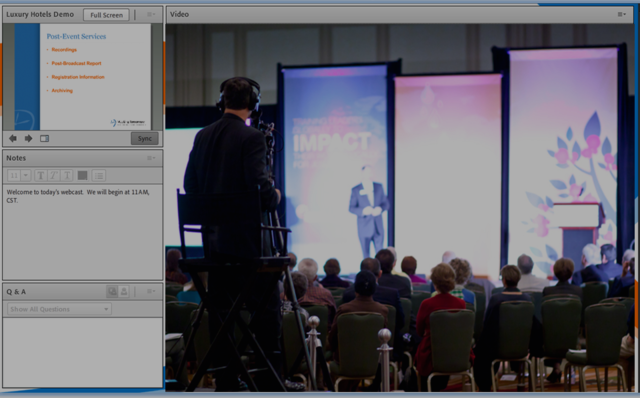 Luxury Hotels Demo
Full Screen
Video
Post-Event Services
Recordings
Post-Broadcast Report
Registration Information
Archiving
Sync
Notes
Welcome to today's webcast. We will begin at 11AM,
CST.
IMPACT
Q & A
Show All Questions